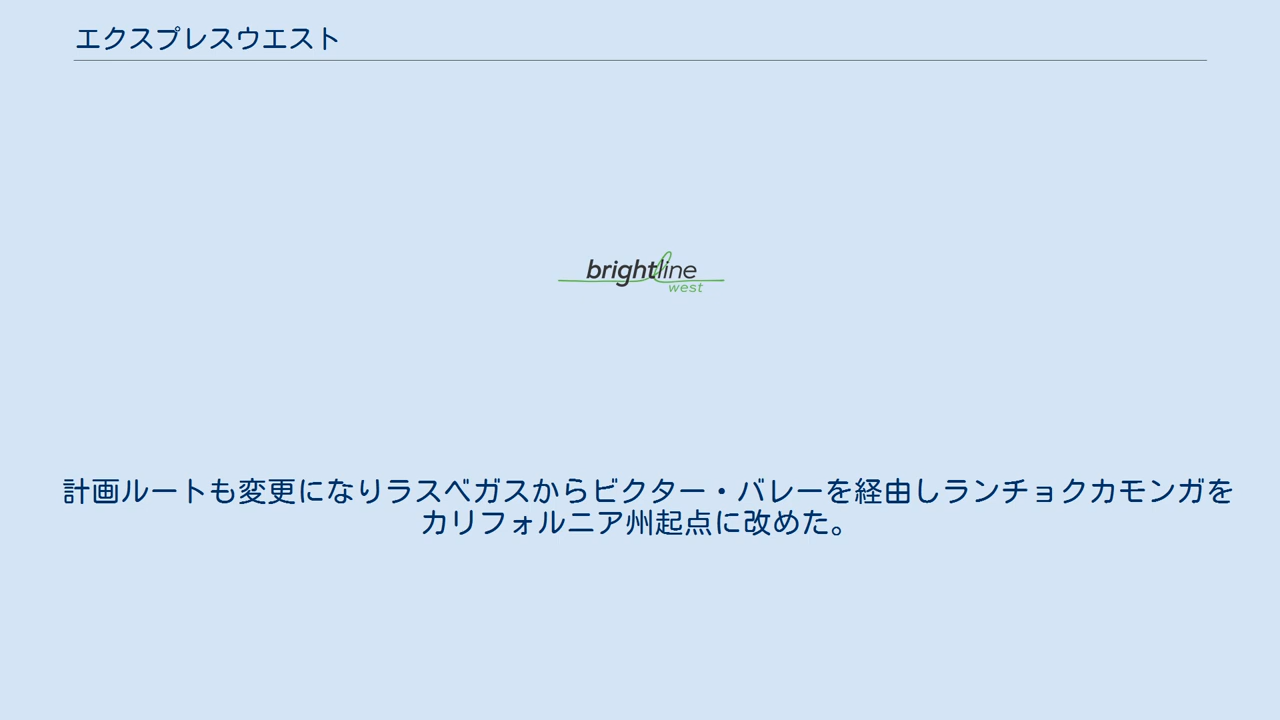 エクスプレスウエスト
brightline
west
計画ルートも変更になりラスベガスからビクター・バレーを経由しランチョクカモンガを
カリフォルニア州起点に改めた。